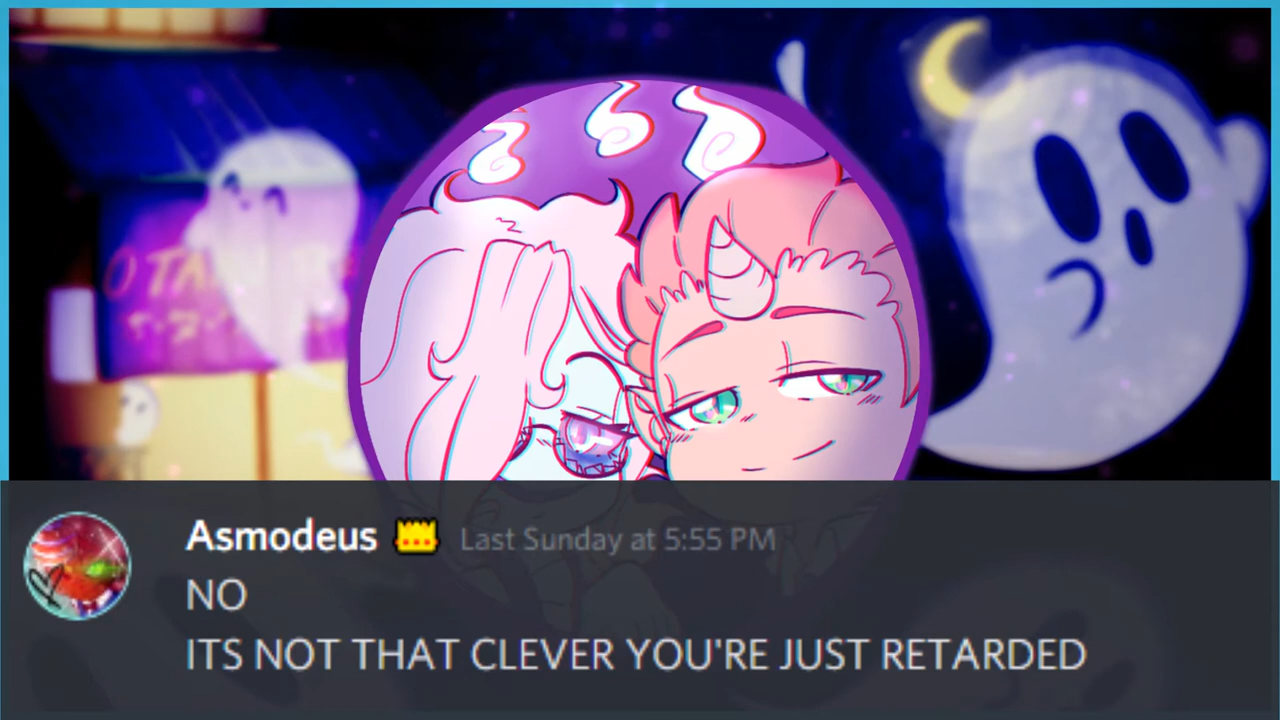 Asmodeus Last Sunday at 5:55 PM
NO
ITS NOT THAT CLEVER YOU'RE JUST RETARDED